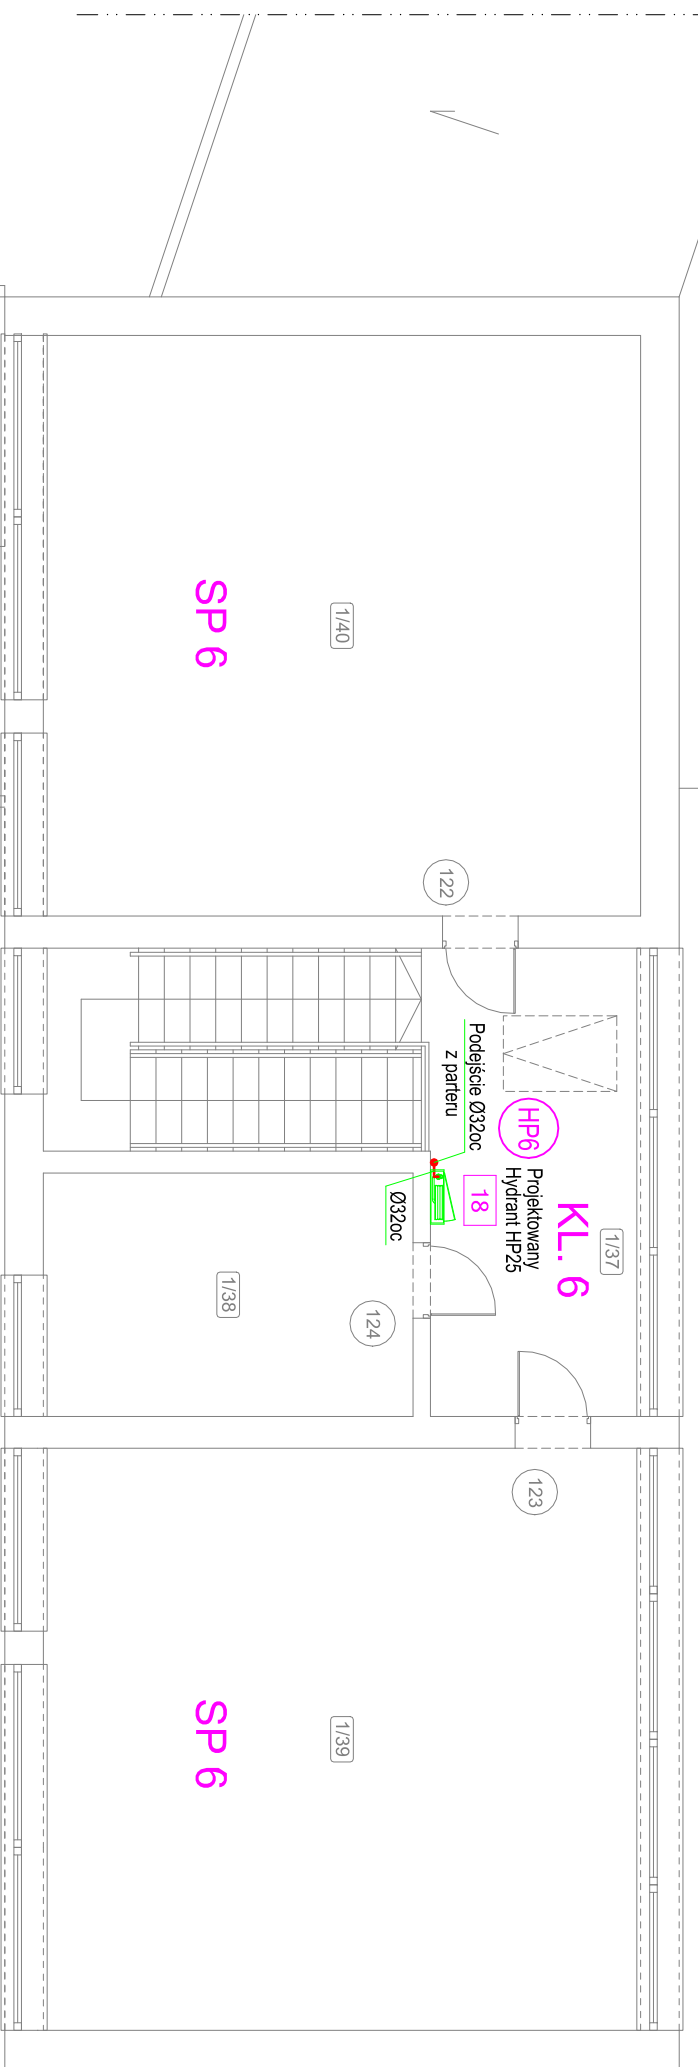 1/40
SP 6
122
Podejście Ø32oc
z parteru
HP6
Projektowany
Hydrant HP25
18
KL. 6
1/37
Ø32oc
1/38
124
123
1/39
SP 6